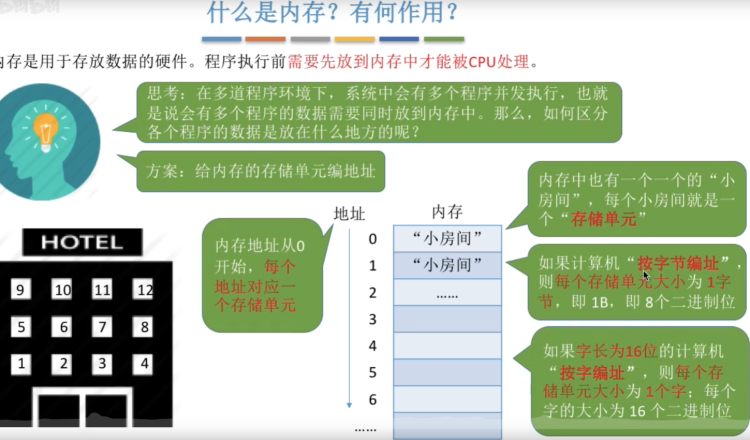 什么是内存？有何作用？
内存是用于存放数据的硬件。程序执行前需要先放到内存中才能被CPU处理。
思考：在多道程序环境下，系统中会有多个程序并发执行，也就
是说会有多个程序的数据需要同时放到内存中。那么，如何区分
各个程序的数据是放在什么地方的呢？
方案：给内存的存储单元编地址
内存中也有一个一个的“小
房间”，每个小房间就是一
个“存储单元”
地址
内存
内存地址从0
开始，每个
地址对应一
个存储单元
0
“小房间”
1
“小房间”
2
……
3
4
5
6
……
如果计算机“按字节编址”，
则每个存储单元大小为 1字
节，即 1B，即 8个二进制位
如果字长为16位的计算机
“按字编址”，则每个存
储单元大小为 1个字；每个
字的大小为 16 个二进制位
HOTEL
9 10 11 12
5 6 7 8
1 2 3 4